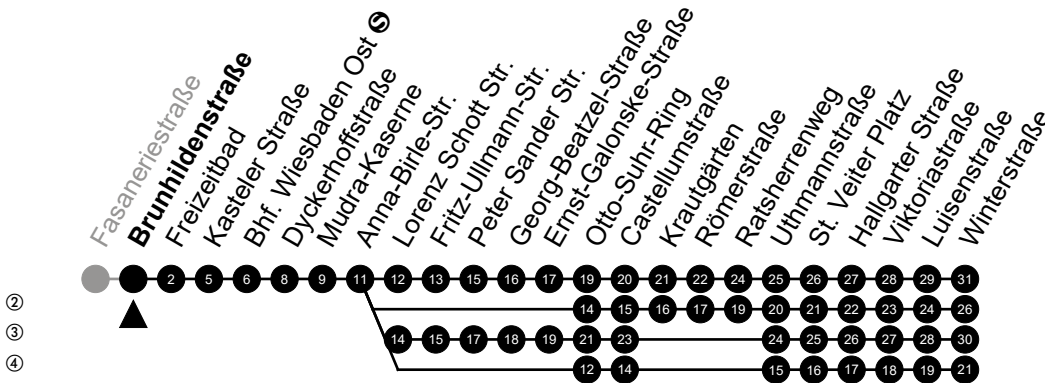 Fasaneriestraße
Brunhildenstraße
Freizeitbad
Kasteler Straße
Bhf. Wiesbaden Ost S
Dyckerhoffstraße
Mudra-Kaserne
Anna-Birle-Str.
Lorenz Schott Str.
Fritz-Ullmann-Str.
Peter Sander Str.
Georg-Beatzel-Straße
Ernst-Galonske-Straße
Otto-Suhr-Ring
Castellumstraße
Krautgärten
Römerstraße
Ratsherrenweg
Uthmannstraße
St. Veiter Platz
Hallgarter Straße
Viktoriastraße
Luisenstraße
Winterstraße
2 5 6 8 9 11 12 13 15 16 17 19 20 21 22 24 25 26 27 28 29 31
② 14 15 16 17 19 20 21 22 23 24 26
③ 14 15 17 18 19 21 23 24 25 26 27 28 30
④ 12 14 15 16 17 18 19 21